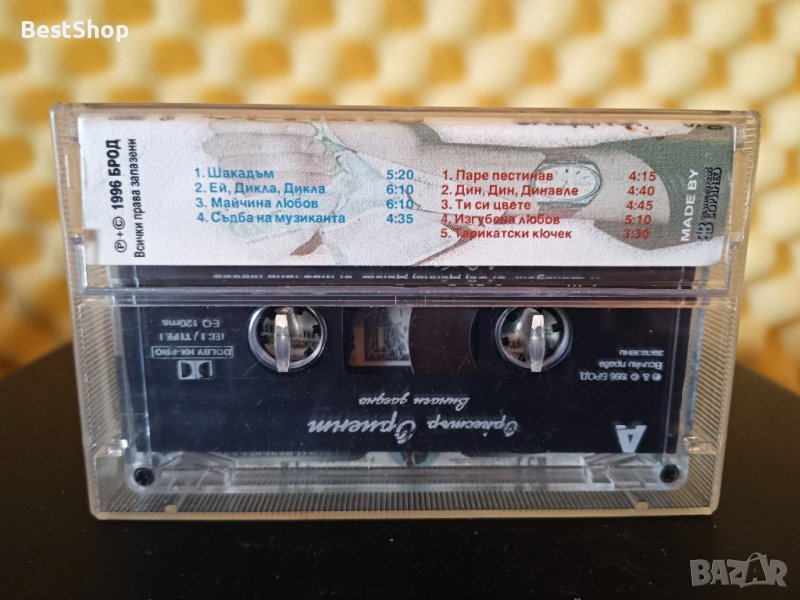 BestShop
Ⓟ+© 1996 БРОД
Всички права запазени
1. Шакадъм 5:20
2. Ей, Дикла, Дикла 6:10
3. Майчина любов 6:10
4. Съдба на музиканта 4:35
1. Паре пестинав 4:15
2. Дин, Дин, Динавле 4:40
3. Ти си цвете 4:45
4. Изгубена любов 5:10
5. Тарикатски кючек 3:30
MADE BY
A
Оркестър Ориент
Винаги заедно
DOLBY HX-PRO
IEC I / TYPE I
EQ 120ms.
Ⓟ & © 1996 БРОД
Всички права
запазени
BAZAR